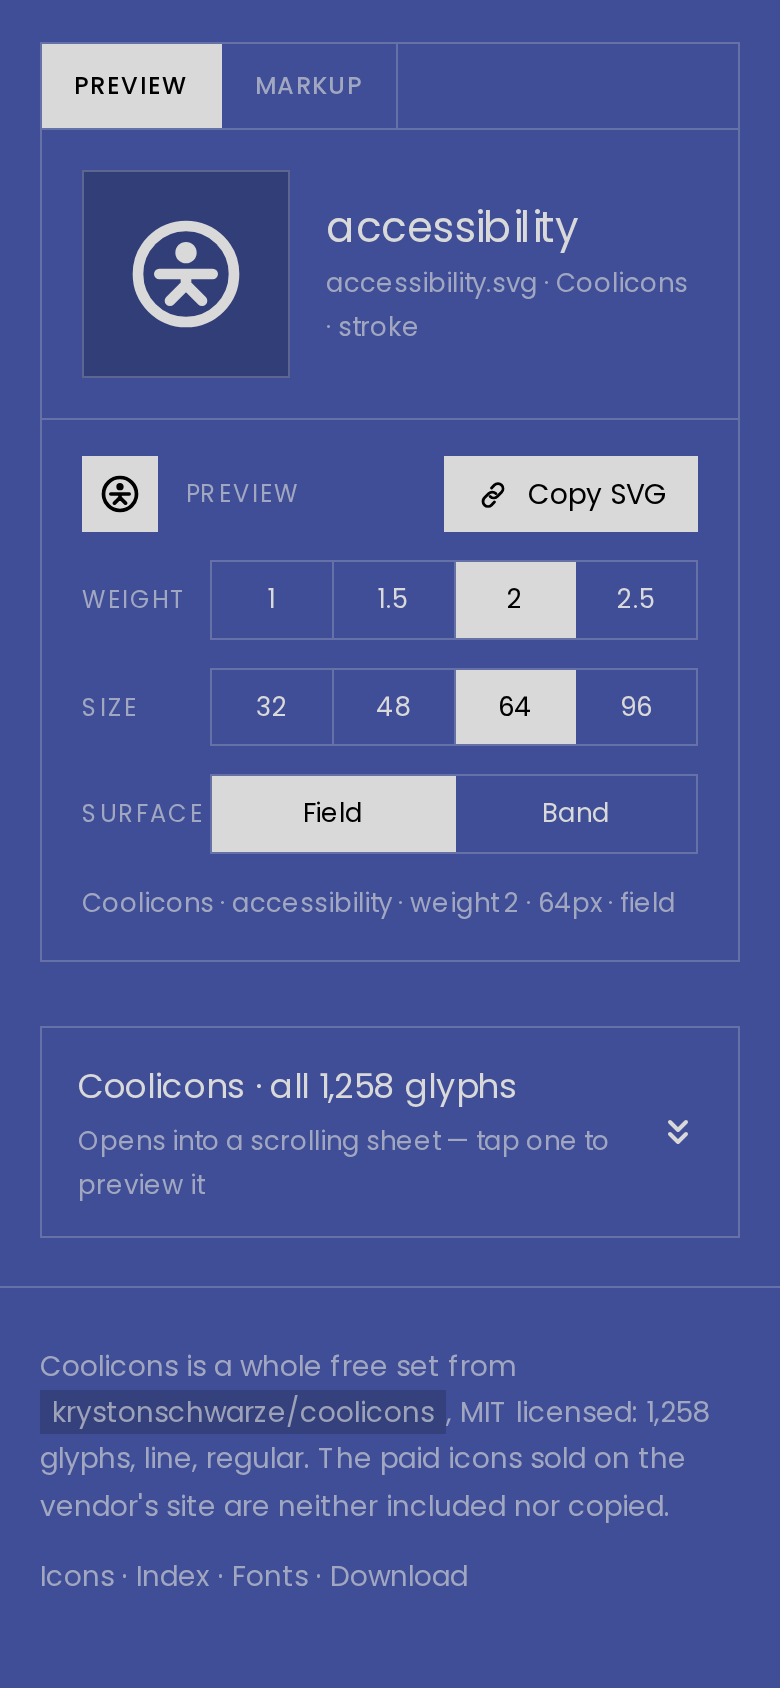 PREVIEW MARKUP
accessibility
accessibility.svg · Coolicons
· stroke
PREVIEW Copy SVG
WEIGHT 1 1.5 2 2.5
SIZE 32 48 64 96
SURFACE Field Band
Coolicons · accessibility · weight 2 · 64px · field
Coolicons · all 1,258 glyphs
Opens into a scrolling sheet — tap one to
preview it
Coolicons is a whole free set from
krystonschwarze/coolicons , MIT licensed: 1,258
glyphs, line, regular. The paid icons sold on the
vendor's site are neither included nor copied.
Icons · Index · Fonts · Download